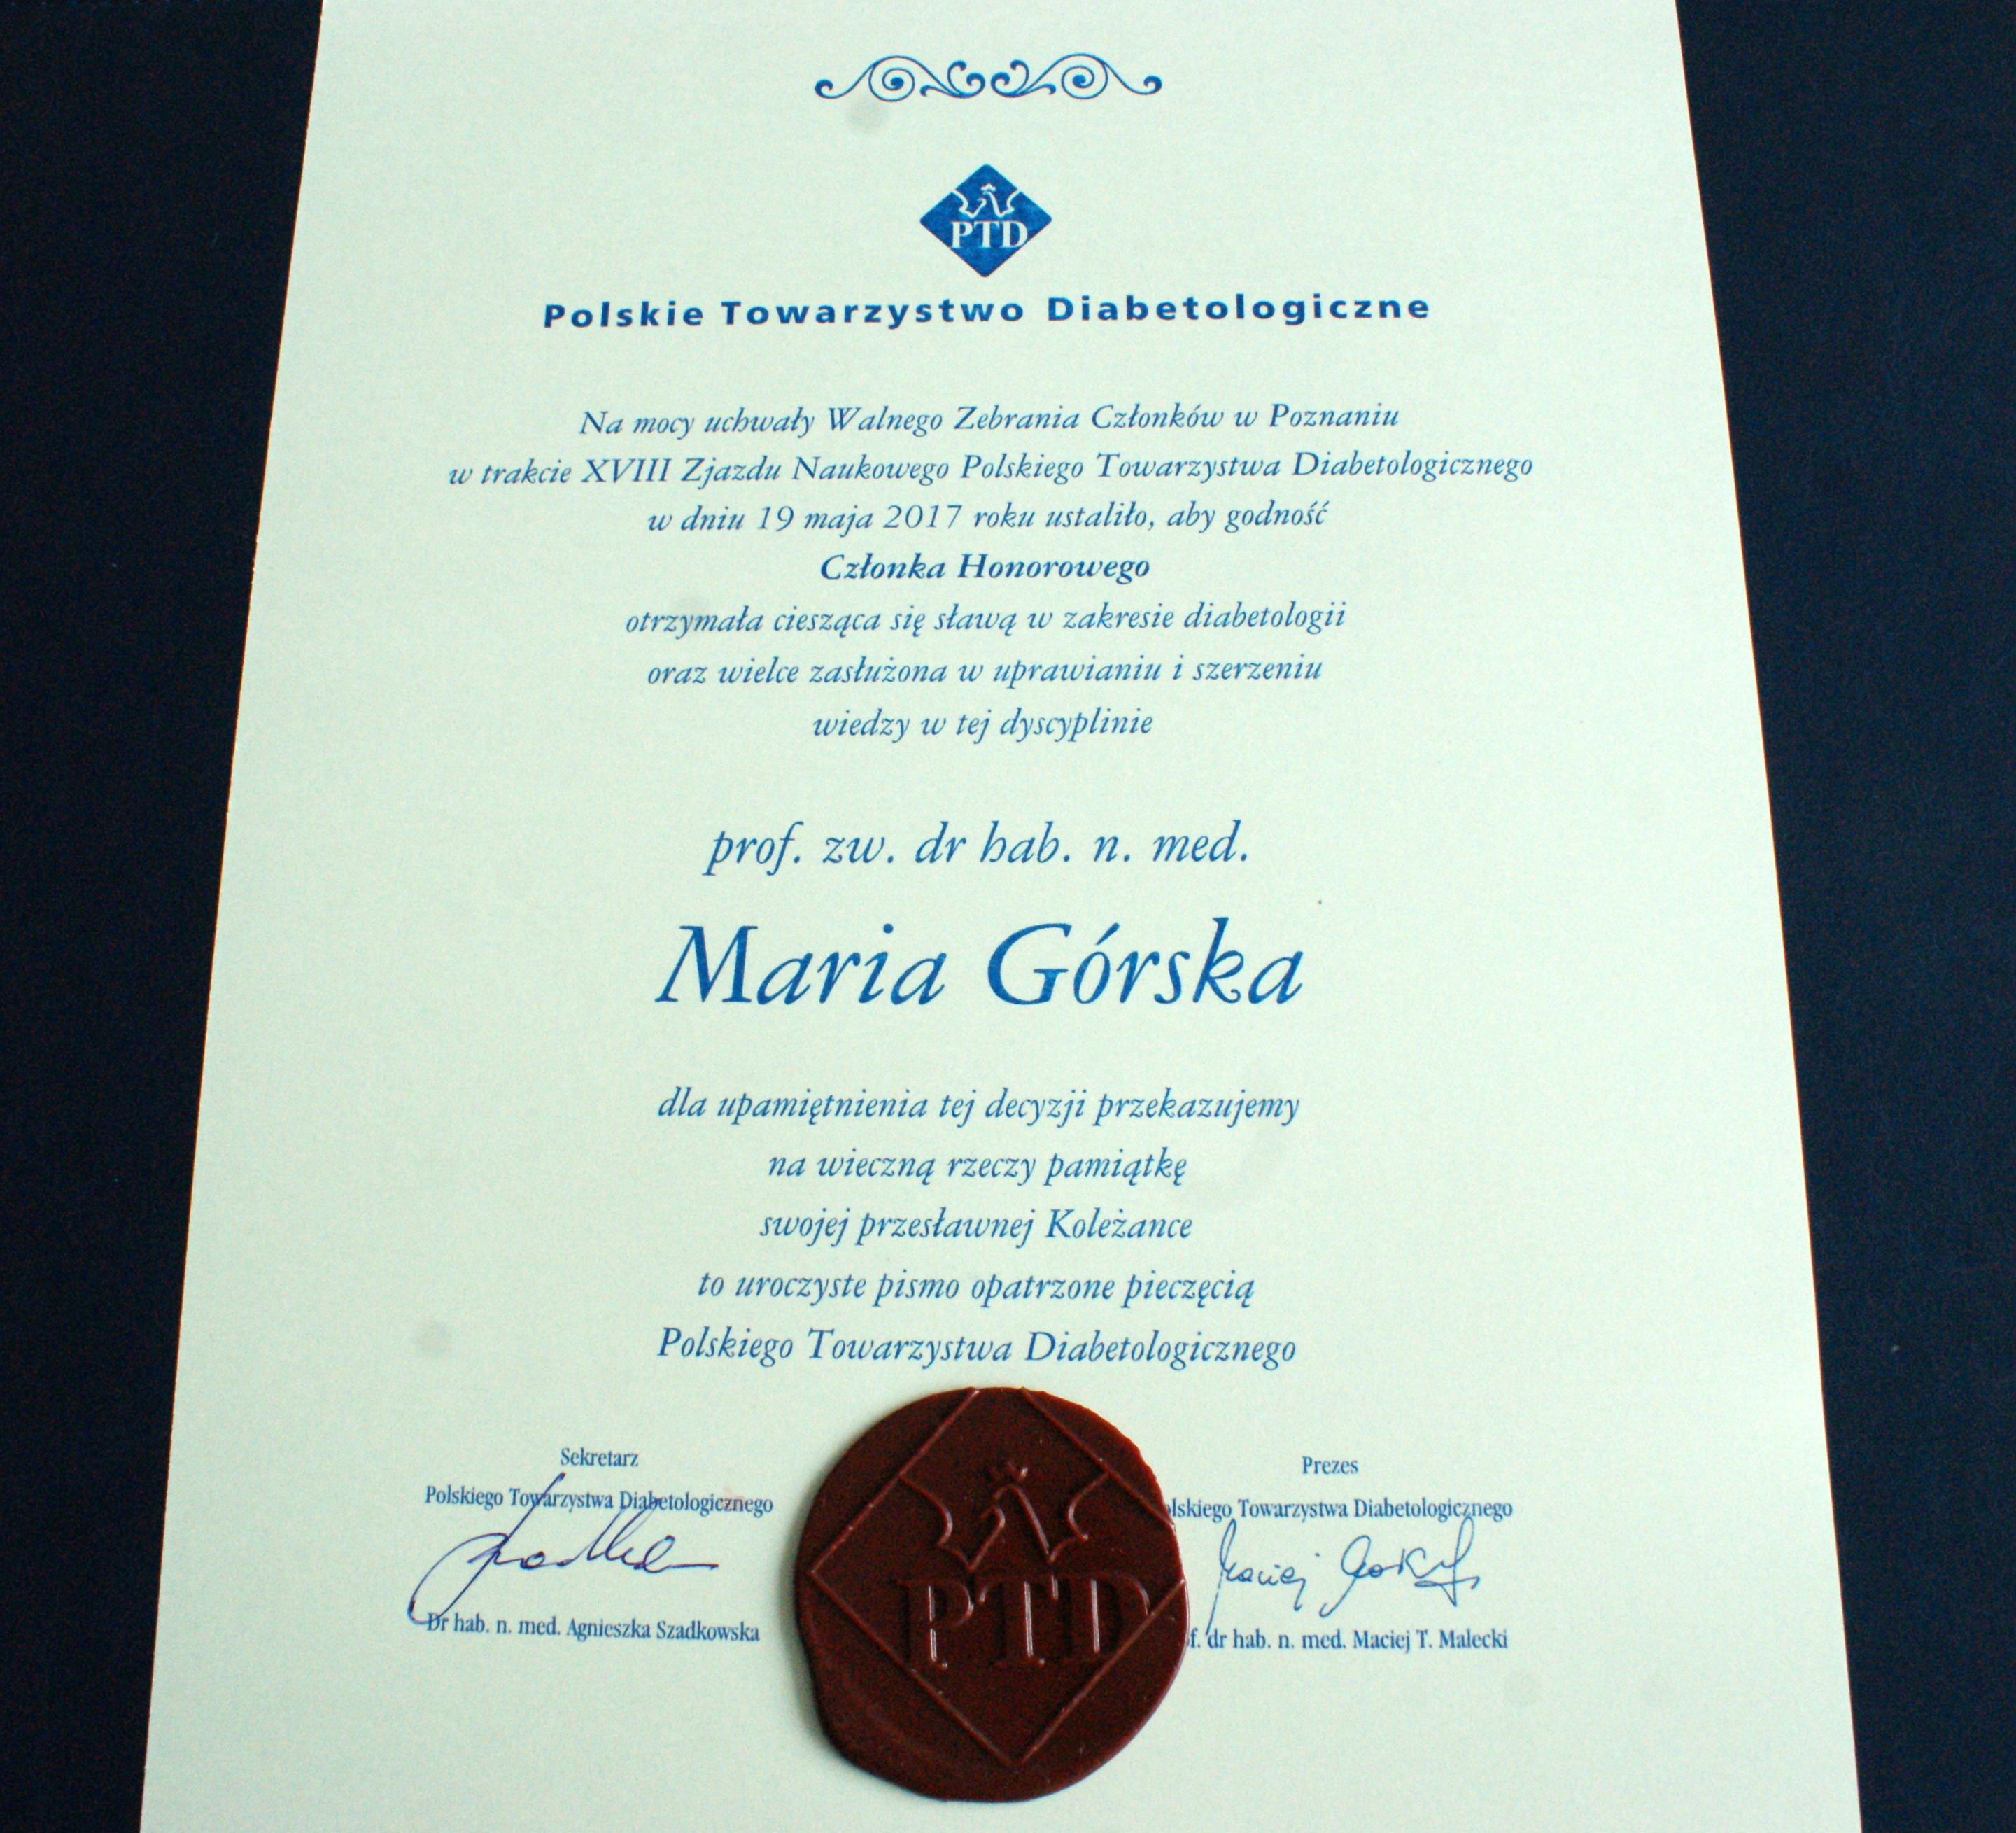 PTD
Polskie Towarzystwo Diabetologiczne
Na mocy uchwały Walnego Zebrania Członków w Poznaniu
w trakcie XVIII Zjazdu Naukowego Polskiego Towarzystwa Diabetologicznego
w dniu 19 maja 2017 roku ustaliło, aby godność
Członka Honorowego
otrzymała ciesząca się sławą w zakresie diabetologii
oraz wielce zasłużona w uprawianiu i szerzeniu
wiedzy w tej dyscyplinie
prof. zw. dr hab. n. med.
Maria Górska
dla upamiętnienia tej decyzji przekazujemy
na wieczną rzeczy pamiątkę
swojej przesławnej Koleżance
to uroczyste pismo opatrzone pieczęcią
Polskiego Towarzystwa Diabetologicznego
Sekretarz
Polskiego Towarzystwa Diabetologicznego
Dr hab. n. med. Agnieszka Szadkowska
PTD
Prezes
lskiego Towarzystwa Diabetologicznego
Maciej
f. dr hab. n. med. Maciej T. Malecki